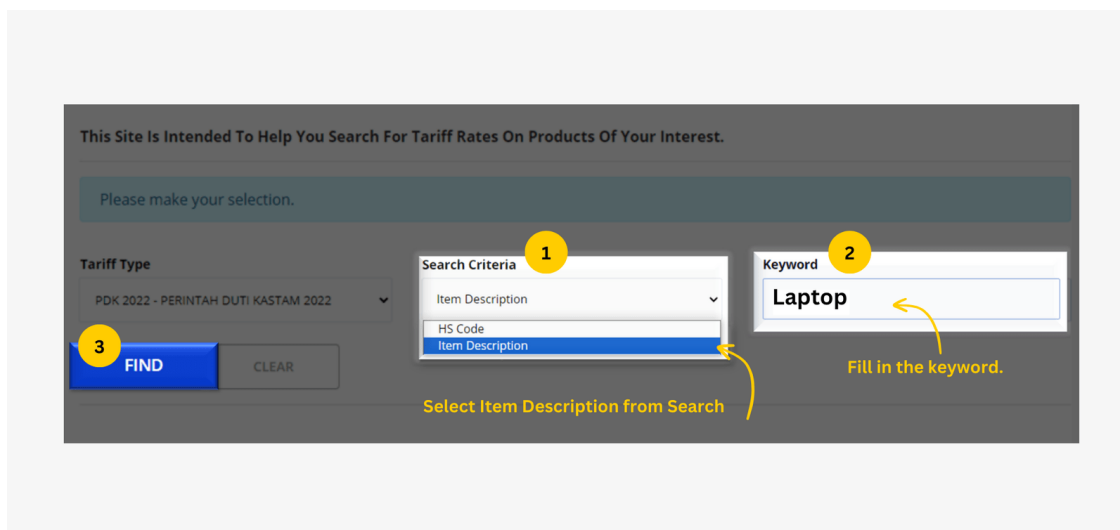 This Site Is Intended To Help You Search For Tariff Rates On Products Of Your Interest.
Please make your selection.
Tariff Type
PDK 2022 - PERINTAH DUTI KASTAM 2022
1
Search Criteria
Item Description
HS Code
Item Description
2
Keyword
Laptop
3
FIND
CLEAR
Fill in the keyword.
Select Item Description from Search